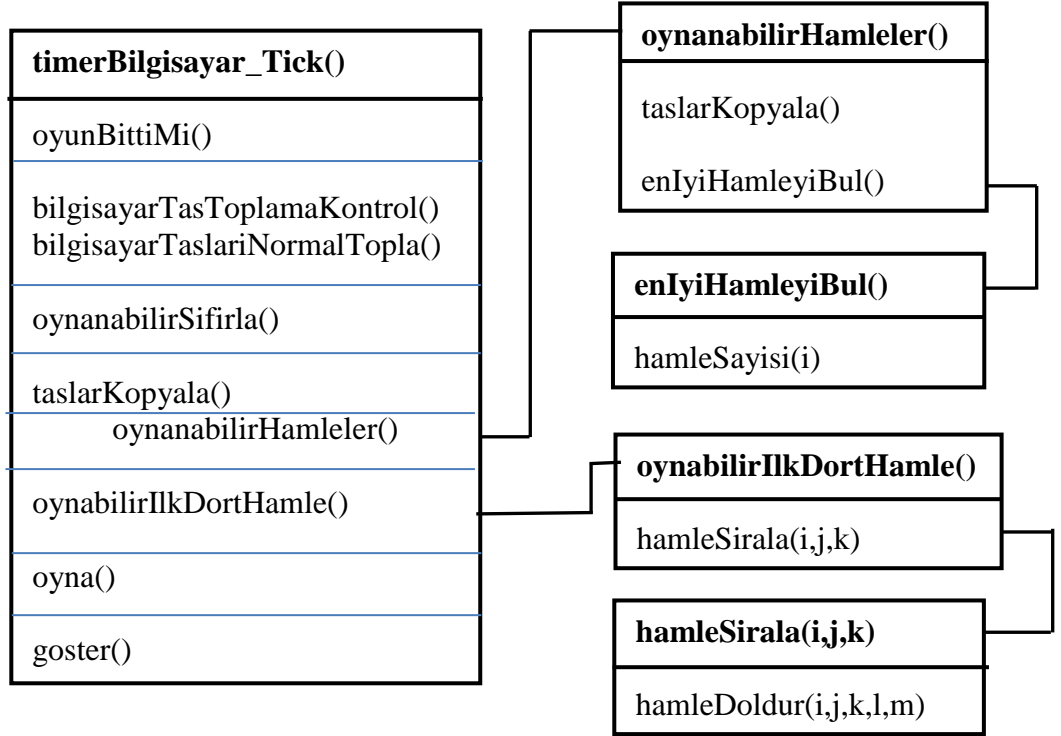 timerBilgisayar_Tick()
oyunBittiMi()
bilgisayarTasToplamaKontrol()
bilgisayarTaslariNormalTopla()
oynanabilirSifirla()
taslarKopyala()
oynanabilirHamleler()
oynabilirIlkDortHamle()
oyna()
goster()
oynanabilirHamleler()
taslarKopyala()
enIyiHamleyiBul()
enIyiHamleyiBul()
hamleSayisi(i)
oynabilirIlkDortHamle()
hamleSirala(i,j,k)
hamleSirala(i,j,k)
hamleDoldur(i,j,k,l,m)